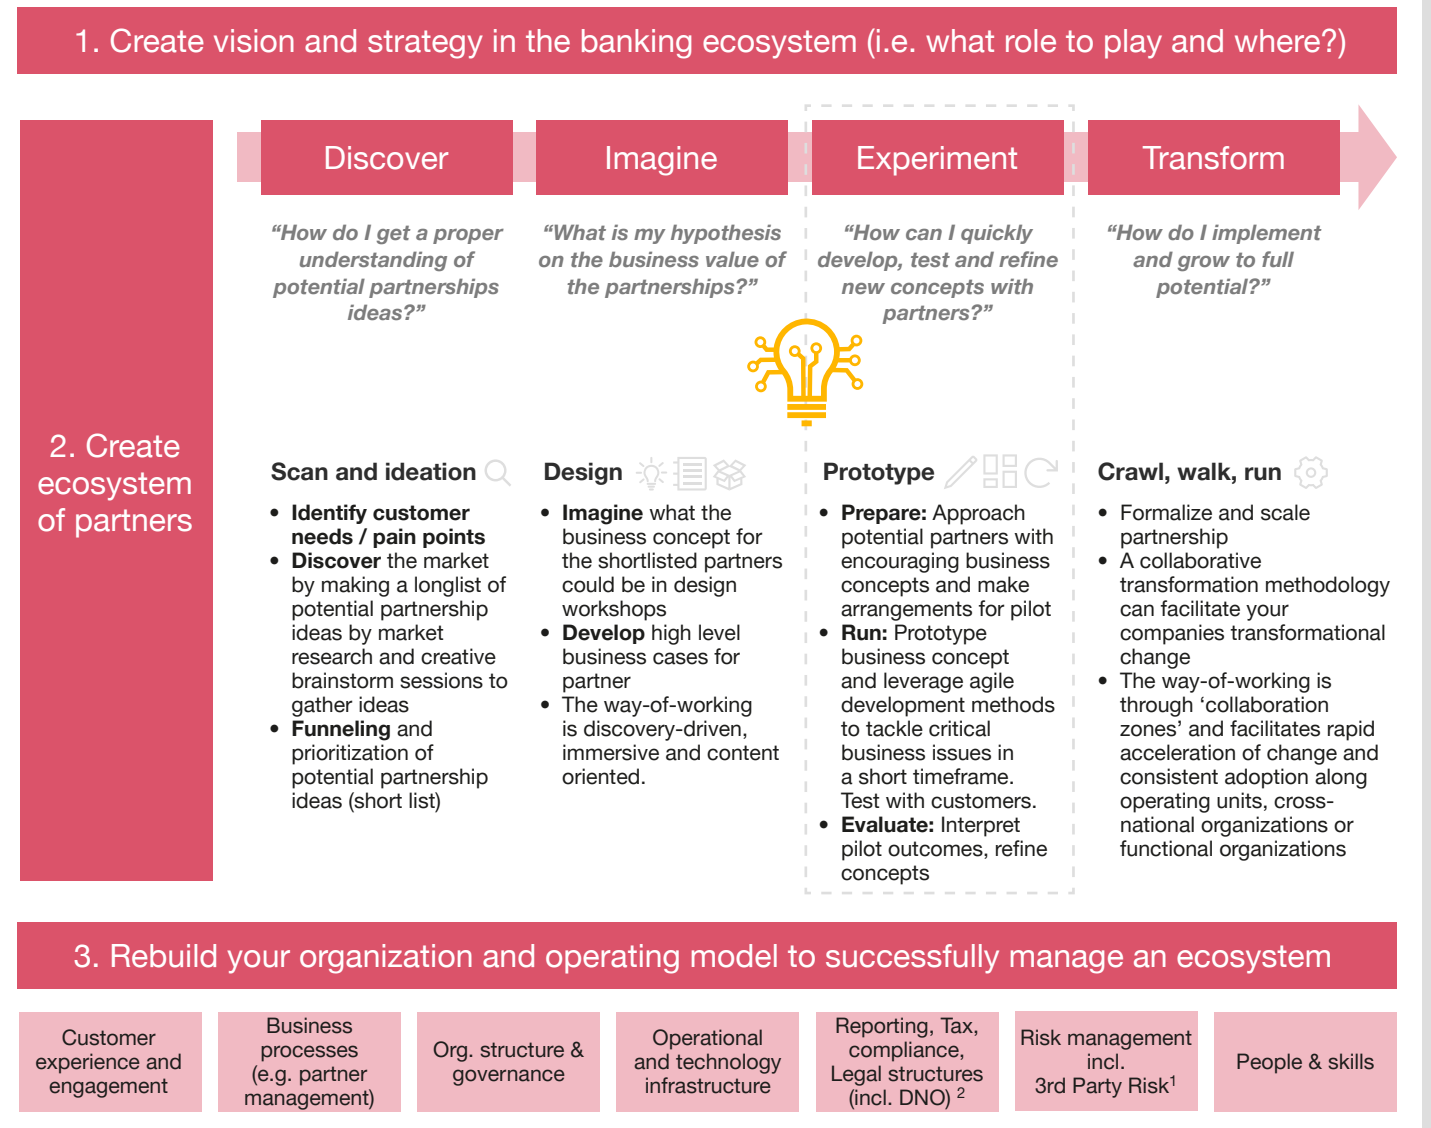 1. Create vision and strategy in the banking ecosystem (i.e. what role to play and where?)
2. Create
ecosystem
of partners
Discover
“How do I get a proper
understanding of
potential partnerships
ideas?”
Scan and ideation
• Identify customer
needs / pain points
• Discover the market
by making a longlist of
potential partnership
ideas by market
research and creative
brainstorm sessions to
gather ideas
• Funneling and
prioritization of
potential partnership
ideas (short list)
Imagine
“What is my hypothesis
on the business value of
the partnerships?”
Design
• Imagine what the
business concept for
the shortlisted partners
could be in design
workshops
• Develop high level
business cases for
partner
• The way-of-working
is discovery-driven,
immersive and content
oriented.
Experiment
“How can I quickly
develop, test and refine
new concepts with
partners?”
Prototype
• Prepare: Approach
potential partners with
encouraging business
concepts and make
arrangements for pilot
• Run: Prototype
business concept
and leverage agile
development methods
to tackle critical
business issues in
a short timeframe.
Test with customers.
• Evaluate: Interpret
pilot outcomes, refine
concepts
Transform
“How do I implement
and grow to full
potential?”
Crawl, walk, run
• Formalize and scale
partnership
• A collaborative
transformation methodology
can facilitate your
companies transformational
change
• The way-of-working is
through ‘collaboration
zones’ and facilitates rapid
acceleration of change and
consistent adoption along
operating units, cross-
national organizations or
functional organizations
3. Rebuild your organization and operating model to successfully manage an ecosystem
Customer
experience and
engagement
Business
processes
(e.g. partner
management)
Org. structure &
governance
Operational
and technology
infrastructure
Reporting, Tax,
compliance,
Legal structures
(incl. DNO) ²
Risk management
incl.
3rd Party Risk¹
People & skills